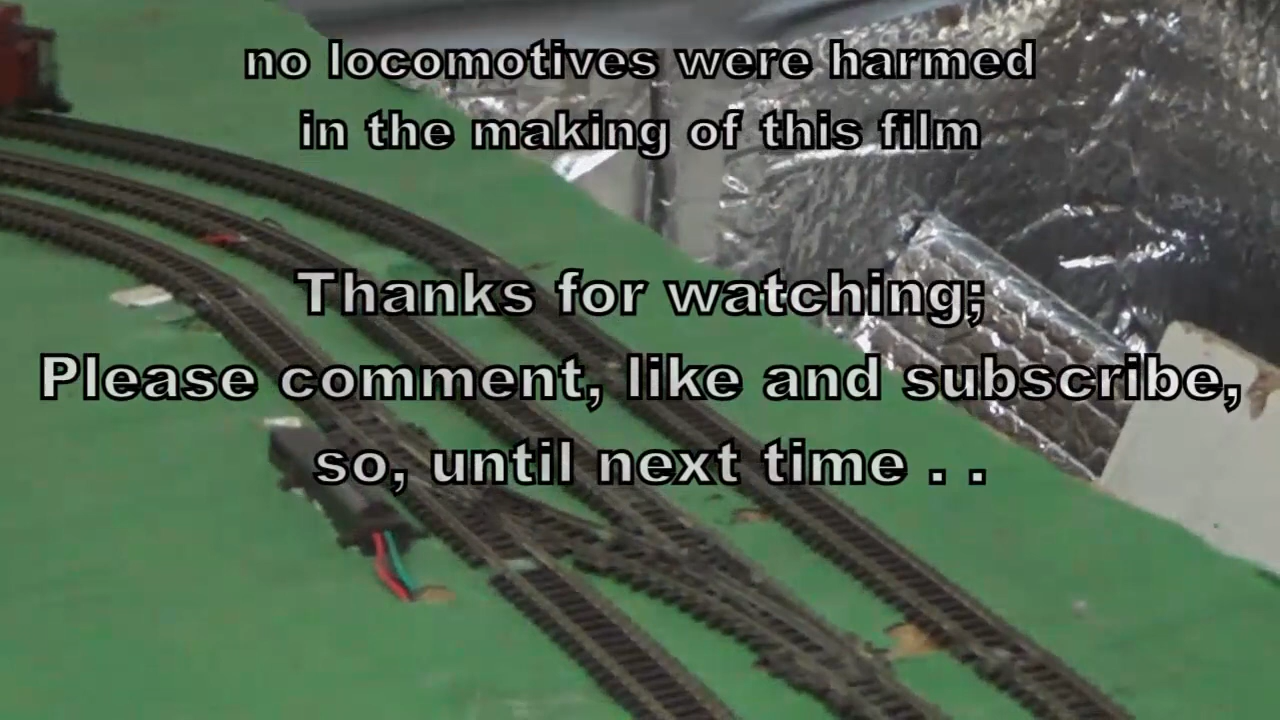 no locomotives were harmed
in the making of this film
Thanks for watching;
Please comment, like and subscribe,
so, until next time . .